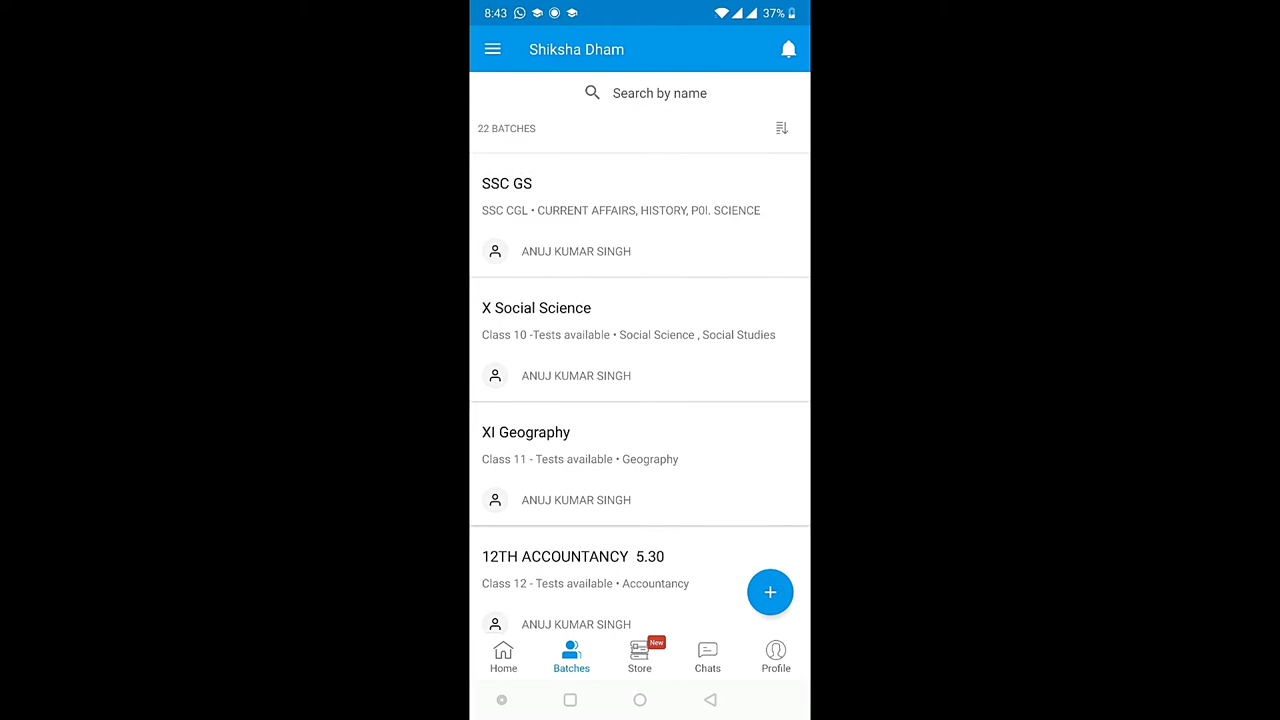 8:43 37%
Shiksha Dham
Search by name
22 BATCHES
SSC GS
SSC CGL • CURRENT AFFAIRS, HISTORY, P0l. SCIENCE
ANUJ KUMAR SINGH
X Social Science
Class 10 -Tests available • Social Science , Social Studies
ANUJ KUMAR SINGH
XI Geography
Class 11 - Tests available • Geography
ANUJ KUMAR SINGH
12TH ACCOUNTANCY 5.30
Class 12 - Tests available • Accountancy
ANUJ KUMAR SINGH
New
Home Batches Store Chats Profile